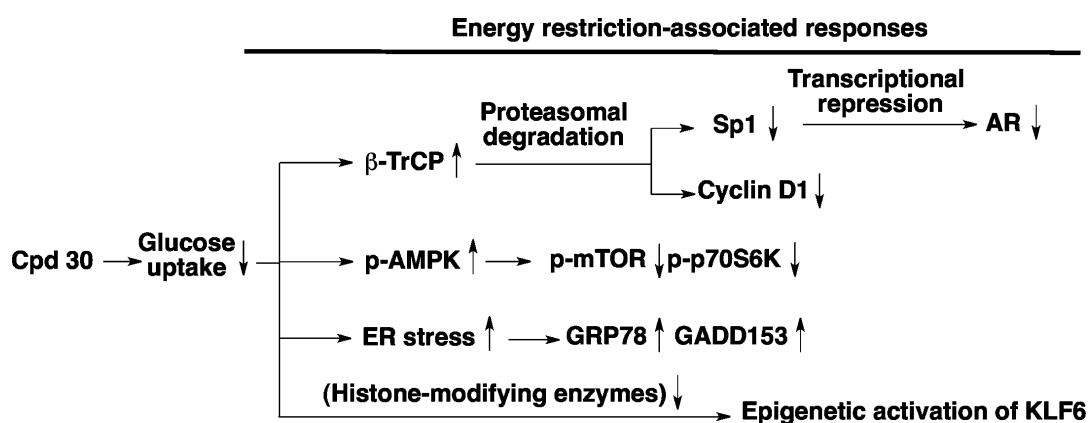 Energy restriction-associated responses
Transcriptional
repression
Proteasomal
degradation
Sp1
AR
β-TrCP
Cyclin D1
Cpd 30
Glucose
uptake
p-AMPK
p-mTOR
p-p70S6K
ER stress
GRP78
GADD153
(Histone-modifying enzymes)
Epigenetic activation of KLF6